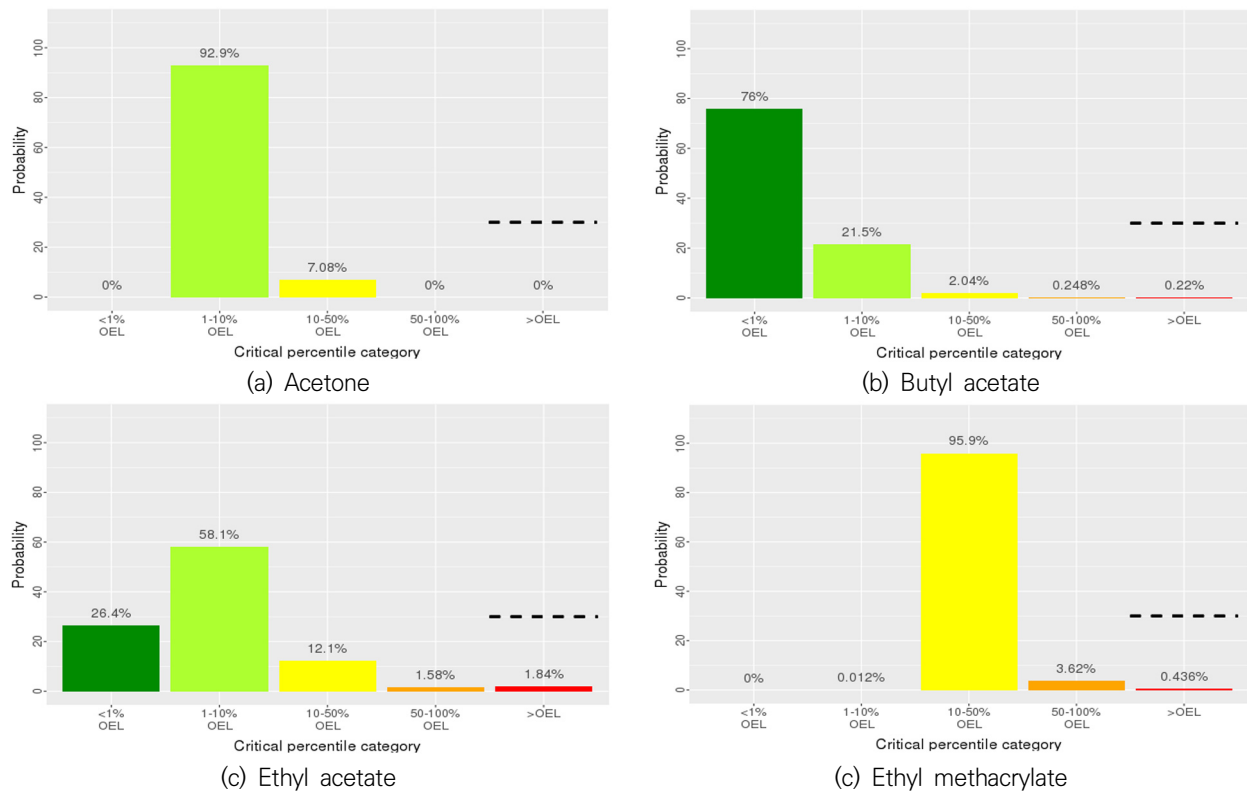 92.9%
7.08%
0%
0%
0%
100
80
60
40
20
0
Probability
<1%
OEL
1-10%
OEL
10-50%
OEL
50-100%
OEL
>OEL
Critical percentile category
(a) Acetone
76%
21.5%
2.04%
0.248%
0.22%
100
80
60
40
20
0
Probability
<1%
OEL
1-10%
OEL
10-50%
OEL
50-100%
OEL
>OEL
Critical percentile category
(b) Butyl acetate
26.4%
58.1%
12.1%
1.58%
1.84%
100
80
60
40
20
0
Probability
<1%
OEL
1-10%
OEL
10-50%
OEL
50-100%
OEL
>OEL
Critical percentile category
(c) Ethyl acetate
0%
0.012%
95.9%
3.62%
0.436%
100
80
60
40
20
0
Probability
<1%
OEL
1-10%
OEL
10-50%
OEL
50-100%
OEL
>OEL
Critical percentile category
(c) Ethyl methacrylate